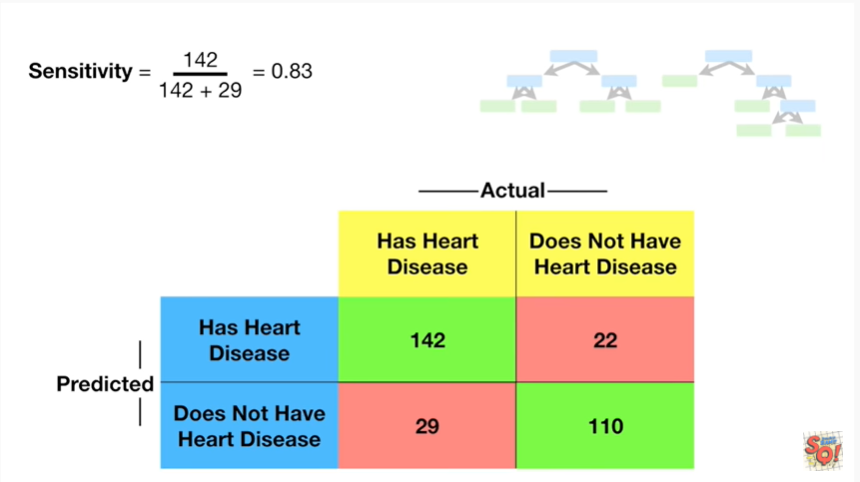 Sensitivity = 142 / 142 + 29 = 0.83
Actual
Has Heart
Disease
Does Not Have
Heart Disease
Predicted
Has Heart
Disease
142
22
Does Not Have
Heart Disease
29
110
SQ!